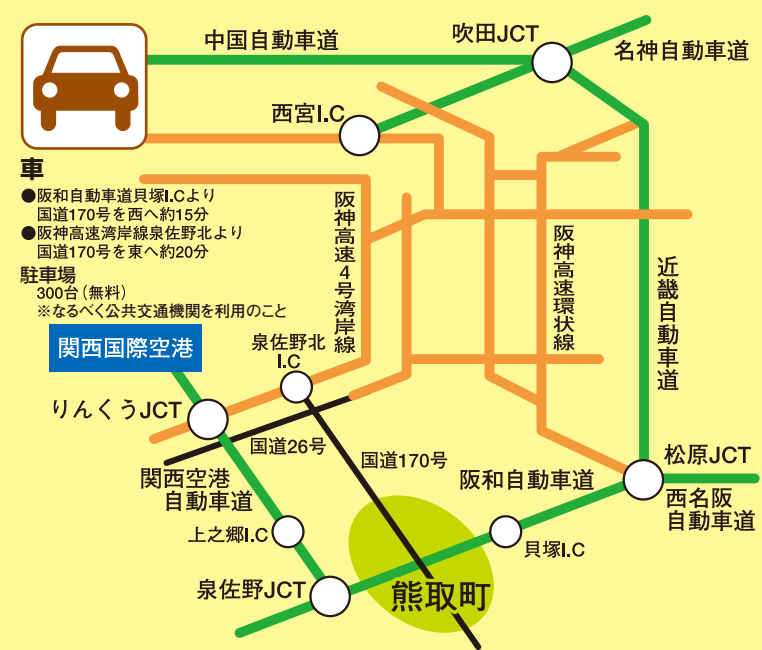 中国自動車道
吹田JCT
名神自動車道
西宮I.C
車
●阪和自動車道貝塚I.Cより
国道170号を西へ約15分
●阪神高速湾岸線泉佐野北より
国道170号を東へ約20分
駐車場
300台(無料)
※なるべく公共交通機関を利用のこと
阪神高速4号湾岸線
阪神高速環状線
近畿自動車道
関西国際空港
泉佐野北
I.C
りんくうJCT
国道26号
国道170号
関西空港
自動車道
阪和自動車道
松原JCT
西名阪
自動車道
上之郷I.C
貝塚I.C
泉佐野JCT
熊取町